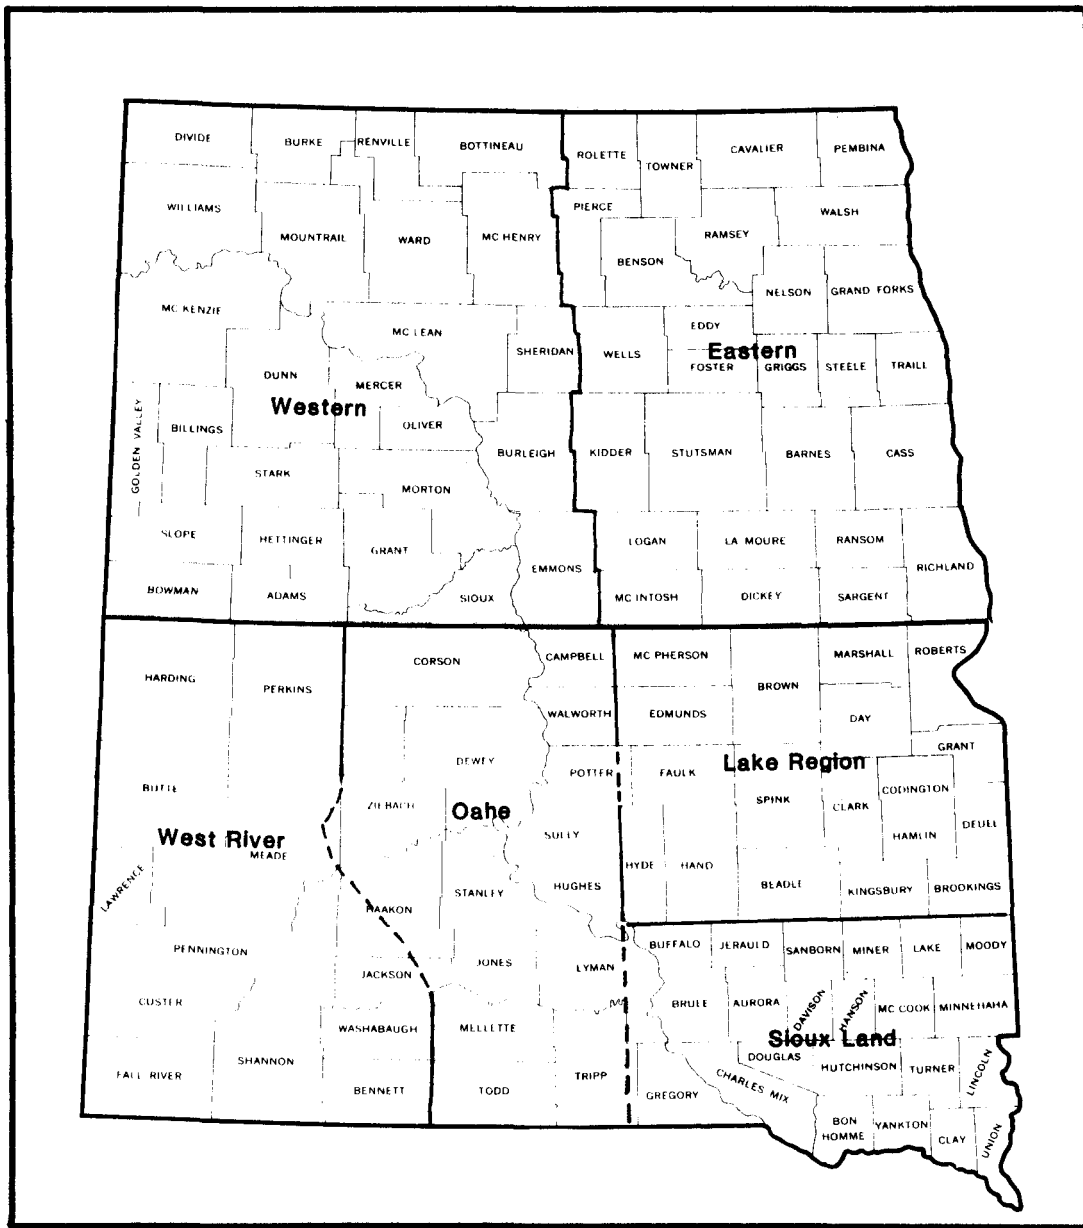 DIVIDE
BURKE
RENVILLE
BOTTINEAU
ROLETTE
TOWNER
CAVALIER
PEMBINA
WILLIAMS
MOUNTRAIL
WARD
MC HENRY
PIERCE
BENSON
RAMSEY
WALSH
NELSON
GRAND FORKS
MC KENZIE
MC LEAN
SHERIDAN
WELLS
EDDY
Eastern
FOSTER
GRIGGS
STEELE
TRAILL
DUNN
MERCER
Western
OLIVER
GOLDEN VALLEY
BILLINGS
BURLEIGH
KIDDER
STUTSMAN
BARNES
CASS
STARK
MORTON
SLOPE
HETTINGER
GRANT
EMMONS
LOGAN
LA MOURE
RANSOM
RICHLAND
BOWMAN
ADAMS
SIOUX
MC INTOSH
DICKEY
SARGENT
HARDING
PERKINS
CORSON
CAMPBELL
MC PHERSON
BROWN
MARSHALL
ROBERTS
WALWORTH
EDMUNDS
DAY
GRANT
DEWEY
POTTER
FAULK
Lake Region
BUTTE
ZIEBACH
Oahe
SPINK
CLARK
CODINGTON
DEUEL
HAMLIN
West River
MEADE
SULLY
LAWRENCE
HYDE
HAND
HUGHES
STANLEY
HAAKON
BEADLE
KINGSBURY
BROOKINGS
PENNINGTON
JACKSON
JONES
LYMAN
BUFFALO
JERAULD
SANBORN
MINER
LAKE
MOODY
CUSTER
BRULE
AURORA
DAVISON
HANSON
MC COOK
MINNEHAHA
WASHABAUGH
MELLETTE
Sioux Land
DOUGLAS
HUTCHINSON
TURNER
LINCOLN
FALL RIVER
SHANNON
BENNETT
TODD
TRIPP
GREGORY
CHARLES MIX
BON
HOMME
YANKTON
CLAY
UNION